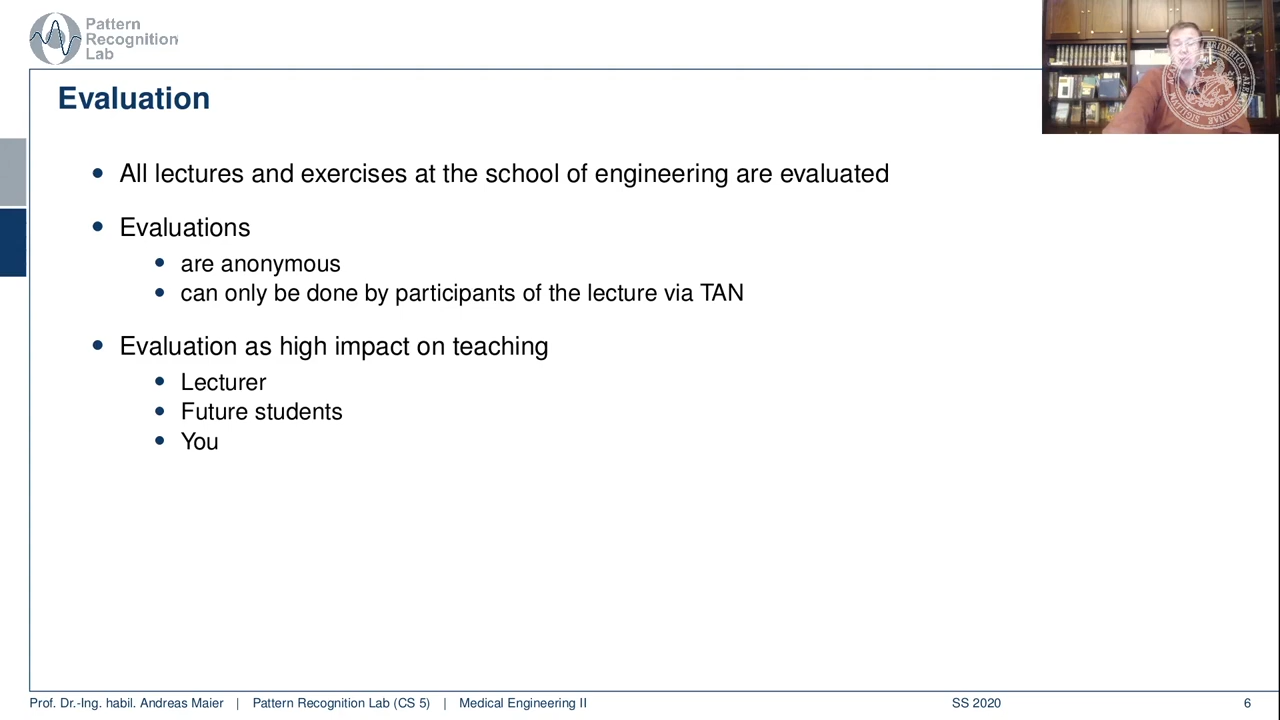 Pattern
Recognition
Lab
Evaluation
All lectures and exercises at the school of engineering are evaluated
Evaluations
are anonymous
can only be done by participants of the lecture via TAN
Evaluation as high impact on teaching
Lecturer
Future students
You
Prof. Dr.-Ing. habil. Andreas Maier | Pattern Recognition Lab (CS 5) | Medical Engineering II
SS 2020
6